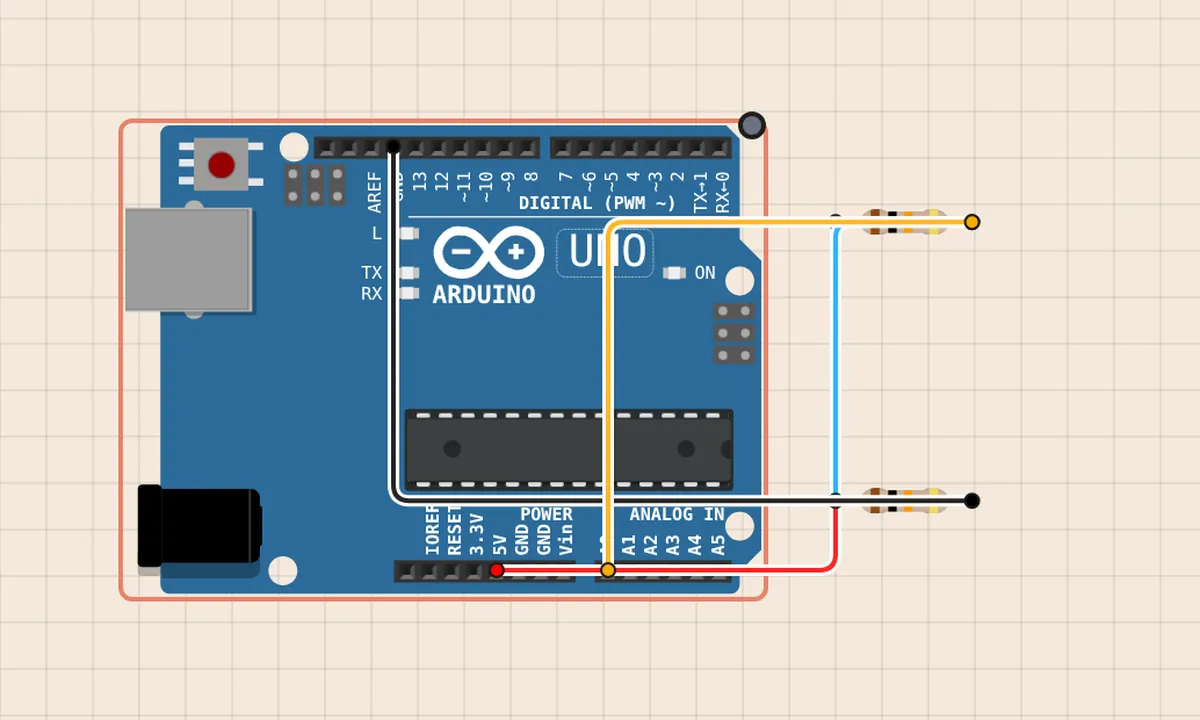 AREF
GND
13
12
~11
~10
~9
8
7
~6
~5
4
~3
2
TX→1
RX←0
DIGITAL (PWM ~)
L
TX
RX
UNO
ON
ARDUINO
POWER
ANALOG IN
IOREF
RESET
3.3V
5V
GND
GND
Vin
A0
A1
A2
A3
A4
A5